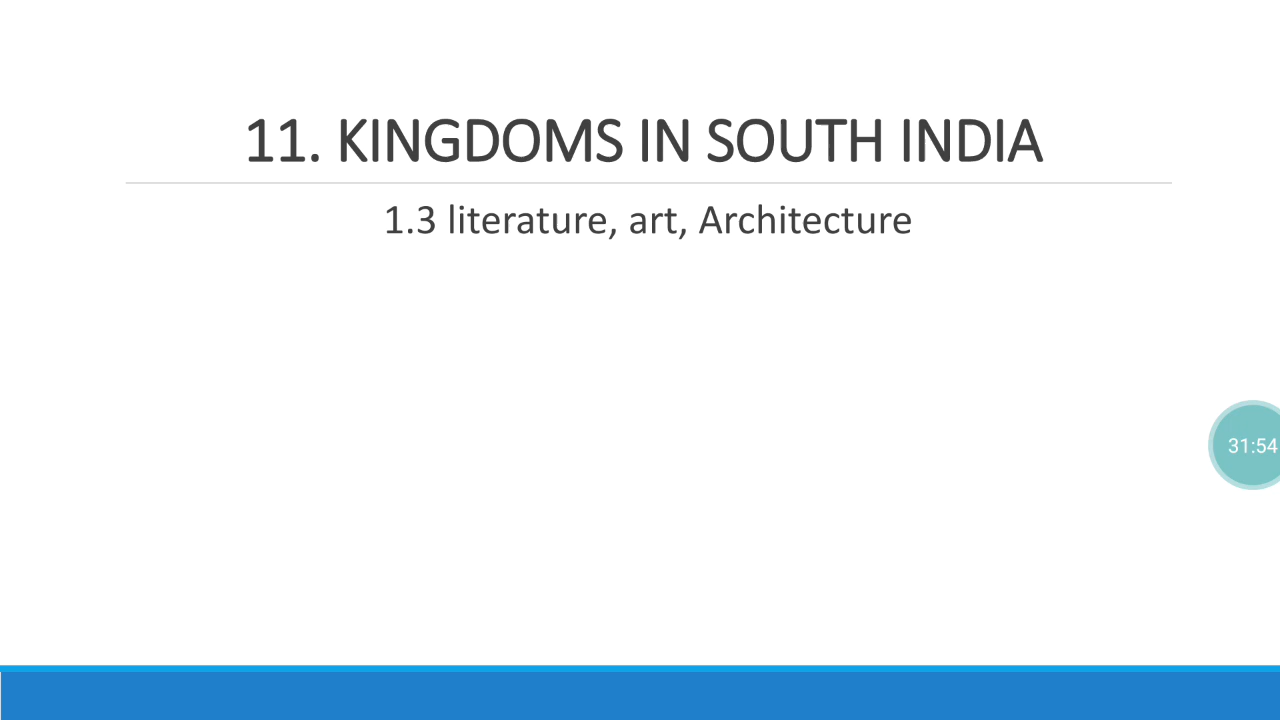 11. KINGDOMS IN SOUTH INDIA
1.3 literature, art, Architecture
31:54